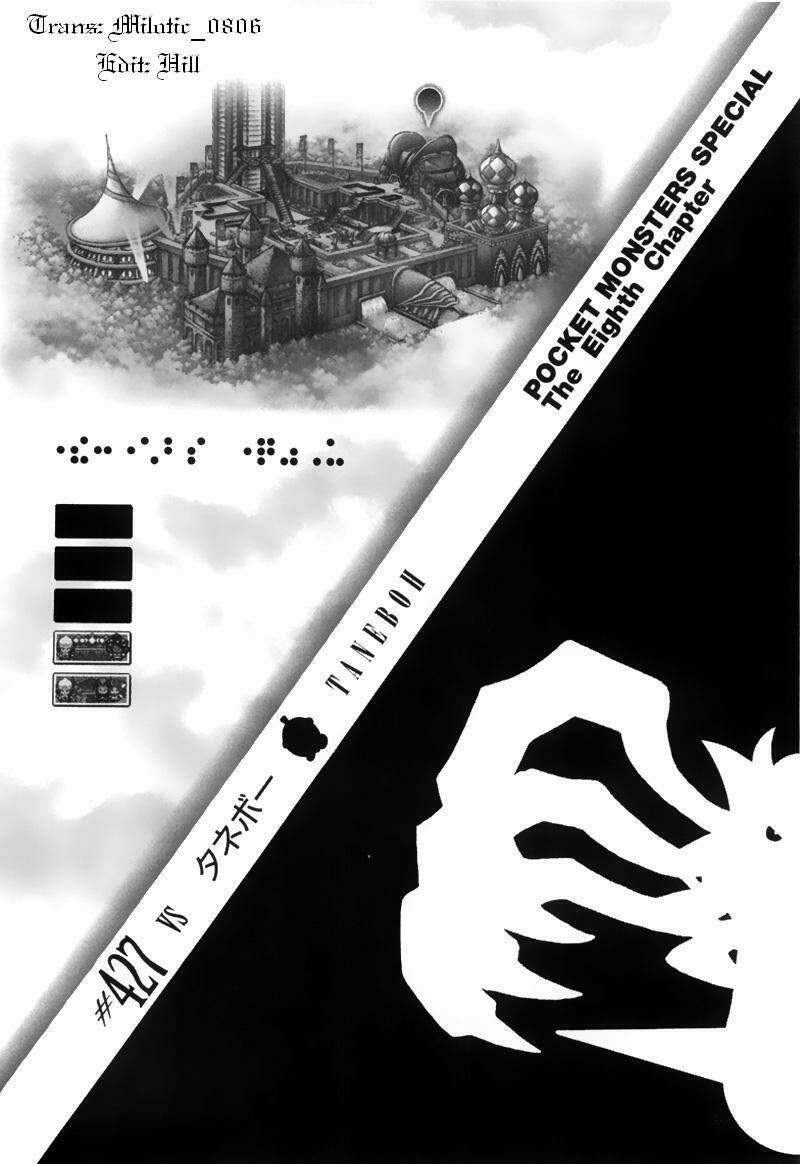 Trans: Milotic_0806
Edit: Hill
POCKET MONSTERS SPECIAL
The Eighth Chapter
#427 VS タネボー TANEBOH